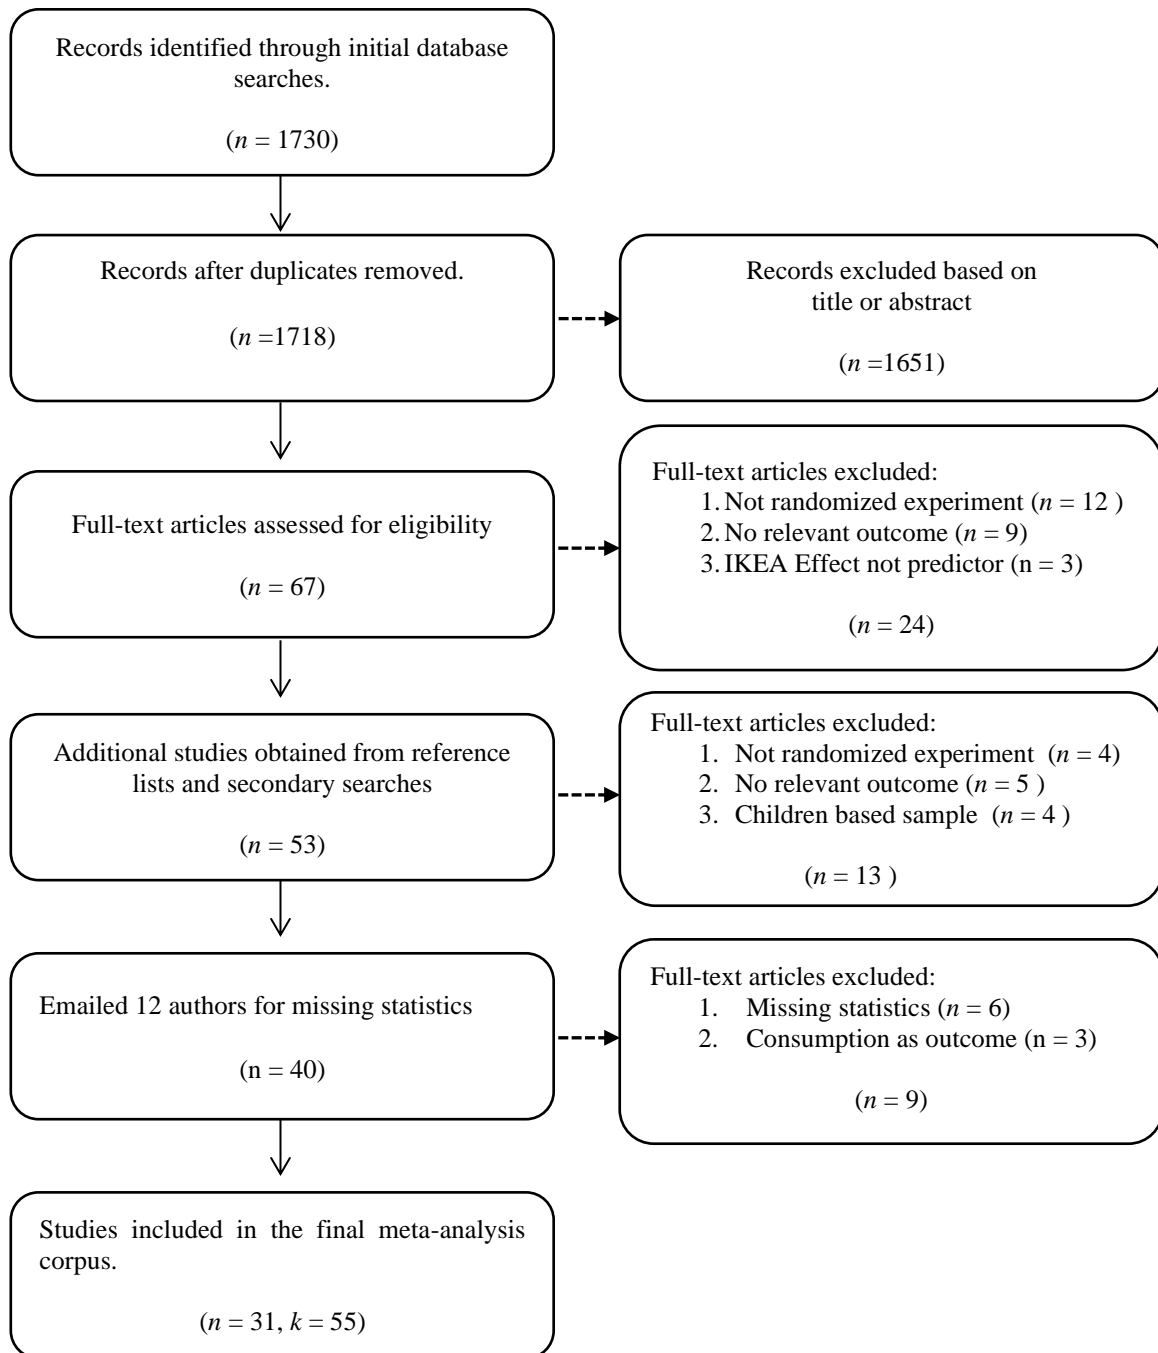 Records identified through initial database
searches.
(n = 1730)
Records after duplicates removed.
(n =1718)
Records excluded based on
title or abstract
(n =1651)
Full-text articles assessed for eligibility
(n = 67)
Full-text articles excluded:
1. Not randomized experiment (n = 12 )
2. No relevant outcome (n = 9)
3. IKEA Effect not predictor (n = 3)
(n = 24)
Additional studies obtained from reference
lists and secondary searches
(n = 53)
Full-text articles excluded:
1. Not randomized experiment (n = 4)
2. No relevant outcome (n = 5 )
3. Children based sample (n = 4 )
(n = 13 )
Emailed 12 authors for missing statistics
(n = 40)
Full-text articles excluded:
1. Missing statistics (n = 6)
2. Consumption as outcome (n = 3)
(n = 9)
Studies included in the final meta-analysis
corpus.
(n = 31, k = 55)